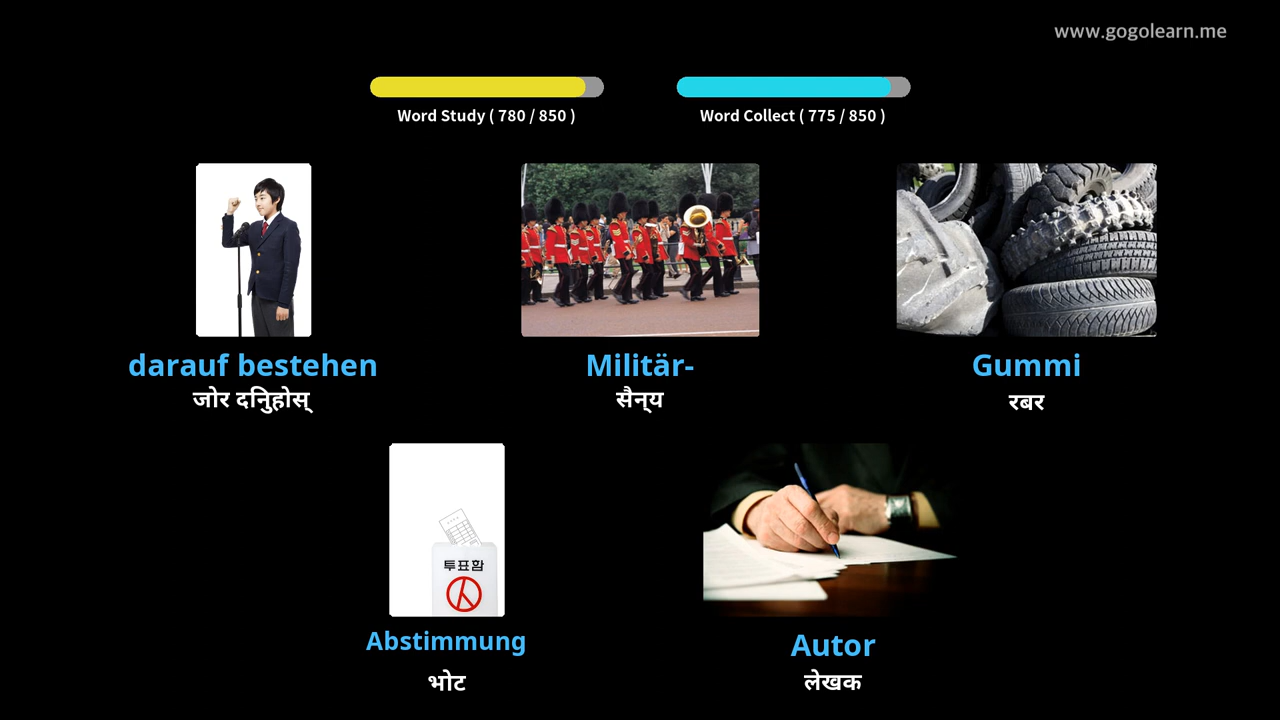 www.gogolearn.me
Word Study ( 780 / 850 )
Word Collect ( 775 / 850 )
darauf bestehen
जोर दनिुहोस्
Militär-
सैन्य
Gummi
रबर
투표함
Abstimmung
भोट
Autor
लेखक